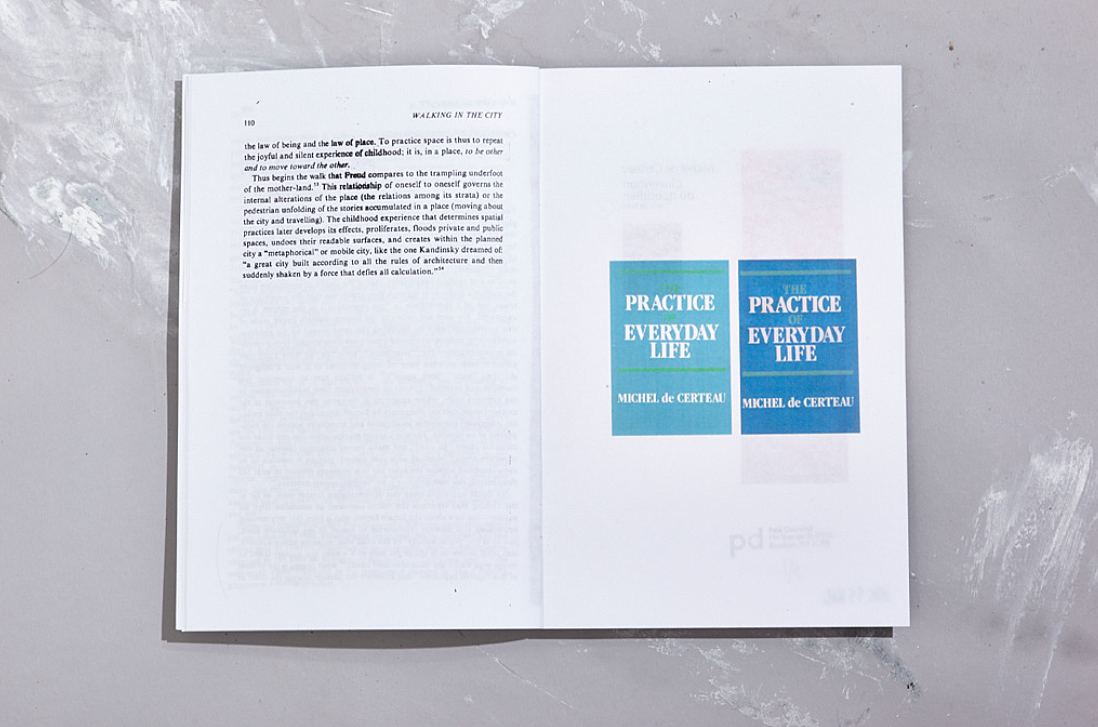 WALKING IN THE CITY
110
the law of being and the law of place. To practice space is thus to repeat
the joyful and silent experience of childhood; it is, in a place, to be other
and to move toward the other.
Thus begins the walk that Freud compares to the trampling underfoot
of the mother-land.¹³ This relationship of oneself to oneself governs the
internal alterations of the place (the relations among its strata) or the
pedestrian unfolding of the stories accumulated in a place (moving about
the city and travelling). The childhood experience that determines spatial
practices later develops its effects, proliferates, floods private and public
spaces, undoes their readable surfaces, and creates within the planned
city a "metaphorical" or mobile city, like the one Kandinsky dreamed of:
"a great city built according to all the rules of architecture and then
suddenly shaken by a force that defies all calculation."⁵⁴
THE
PRACTICE
OF
EVERYDAY
LIFE
MICHEL de CERTEAU
THE
PRACTICE
OF
EVERYDAY
LIFE
MICHEL de CERTEAU
pd